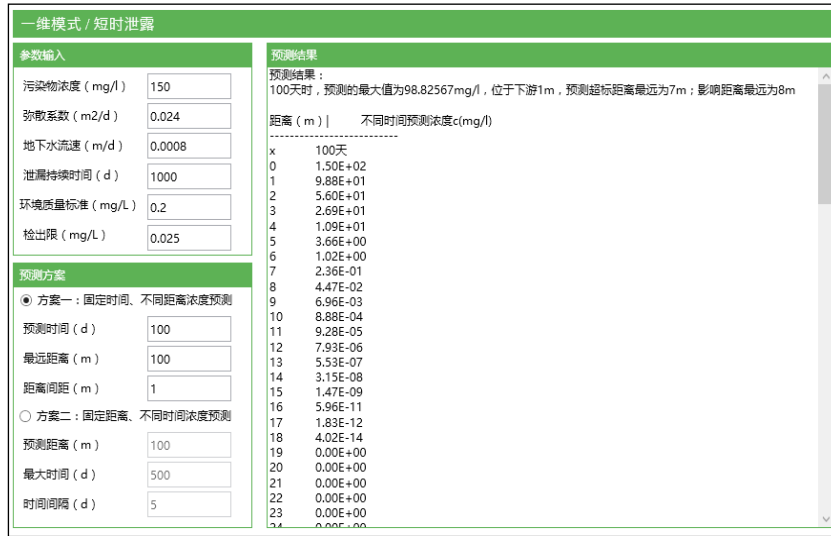 一维模式 / 短时泄露
参数输入
污染物浓度（mg/l） 150
弥散系数（m2/d） 0.024
地下水流速（m/d） 0.0008
泄漏持续时间（d） 1000
环境质量标准（mg/L） 0.2
检出限（mg/L） 0.025
预测方案
方案一：固定时间、不同距离浓度预测
预测时间（d） 100
最远距离（m） 100
距离间距（m） 1
方案二：固定距离、不同时间浓度预测
预测距离（m） 100
最大时间（d） 500
时间间隔（d） 5
预测结果
预测结果：
100天时，预测的最大值为98.82567mg/l，位于下游1m，预测超标距离最远为7m；影响距离最远为8m
距离（m）| 不同时间预测浓度c(mg/l)
--------------------------
x 100天
0 1.50E+02
1 9.88E+01
2 5.60E+01
3 2.69E+01
4 1.09E+01
5 3.66E+00
6 1.02E+00
7 2.36E-01
8 4.47E-02
9 6.96E-03
10 8.88E-04
11 9.28E-05
12 7.93E-06
13 5.53E-07
14 3.15E-08
15 1.47E-09
16 5.96E-11
17 1.83E-12
18 4.02E-14
19 0.00E+00
20 0.00E+00
21 0.00E+00
22 0.00E+00
23 0.00E+00
24 0.00E+00